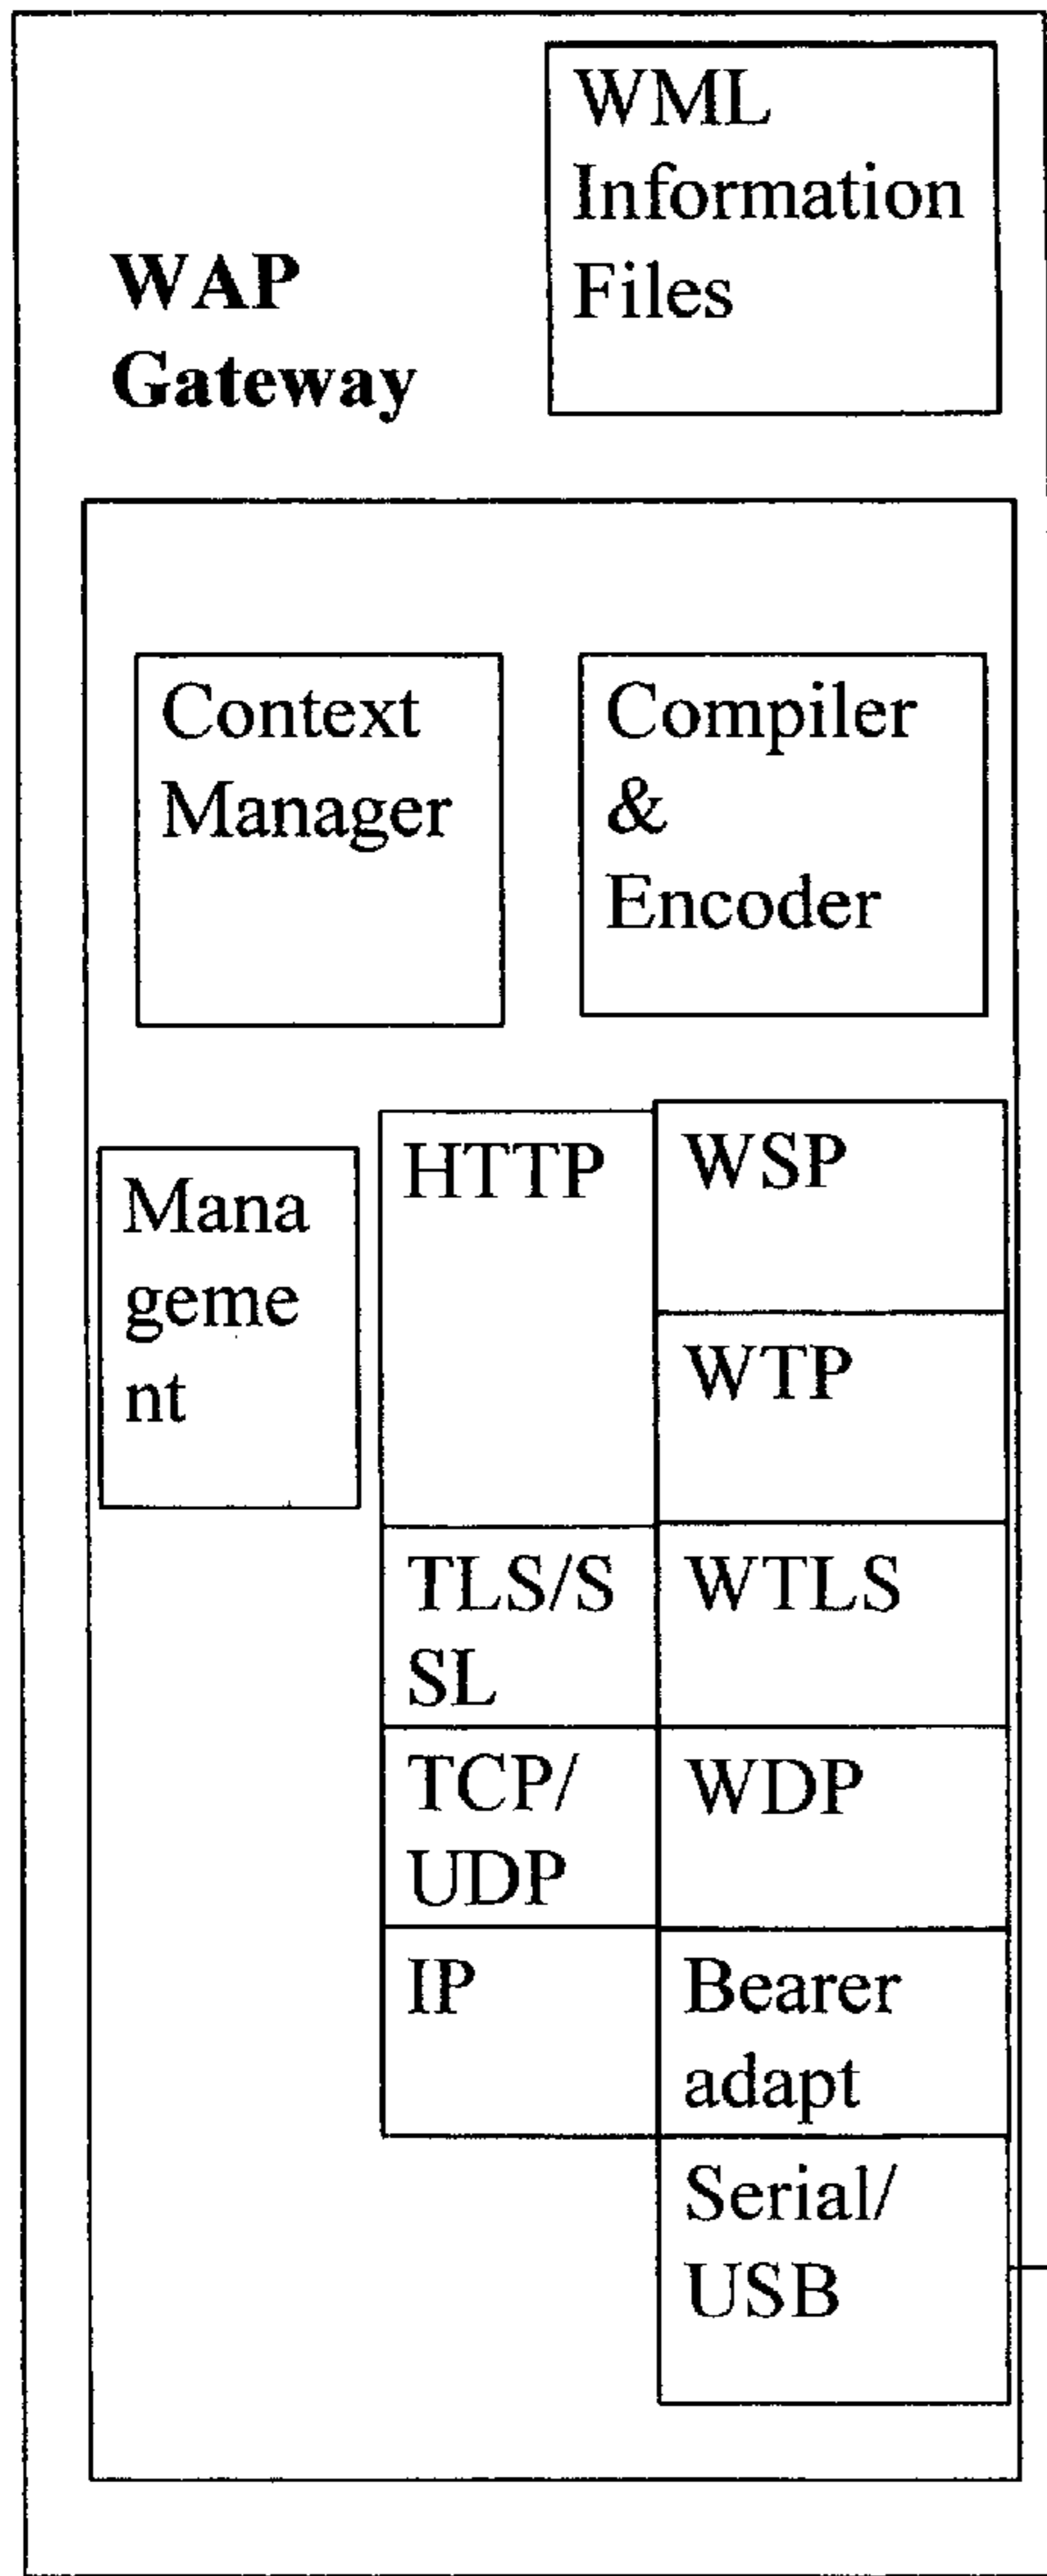 WML
Information
Files
WAP
Gateway
Context
Manager
Compiler
&
Encoder
Mana
geme
nt
HTTP
TLS/S
SL
TCP/
UDP
IP
WSP
WTP
WTLS
WDP
Bearer
adapt
Serial/
USB